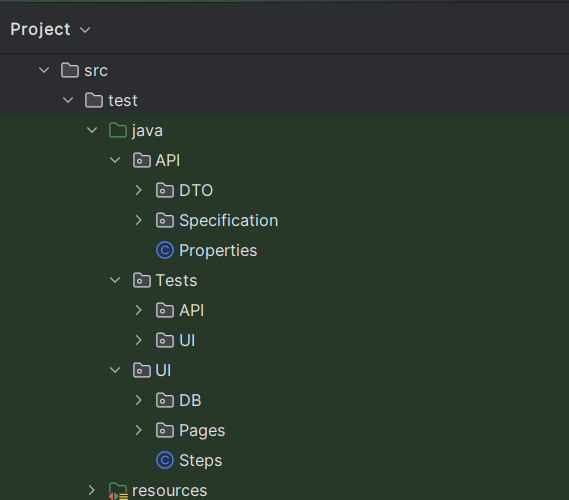 Project
src
test
java
API
DTO
Specification
C Properties
Tests
API
UI
UI
DB
Pages
C Steps
resources